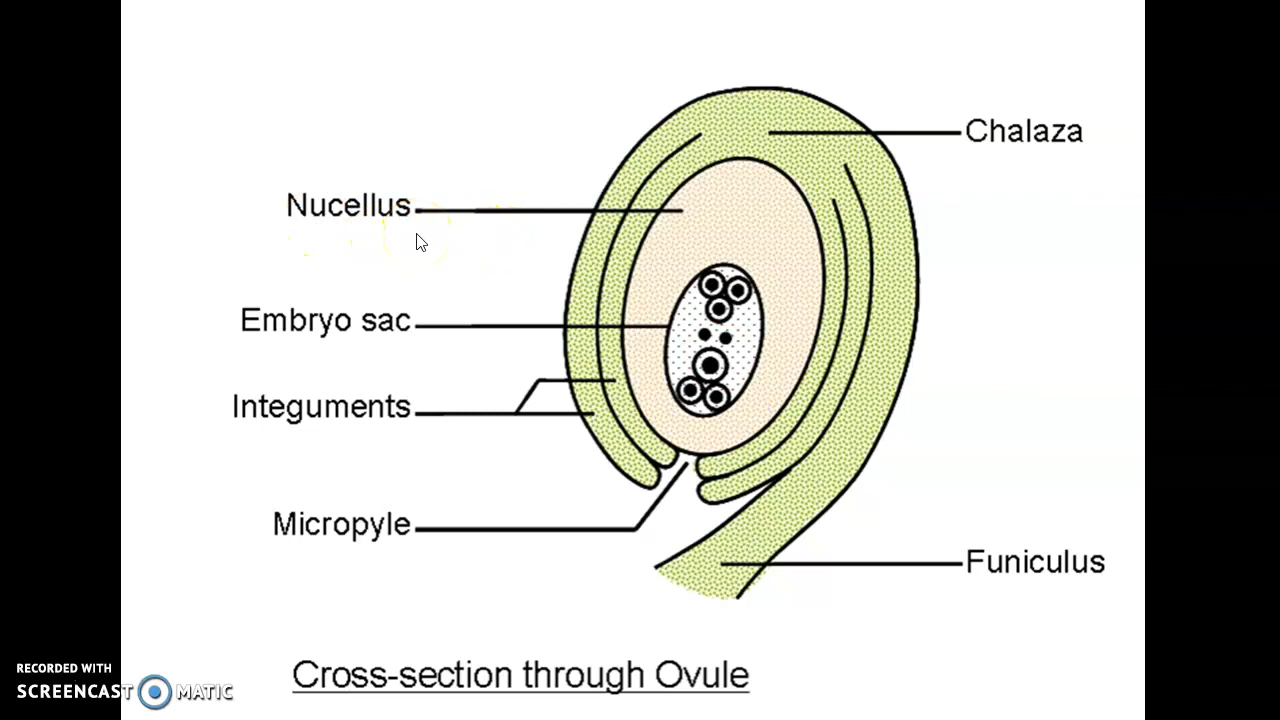 Chalaza
Nucellus
Embryo sac
Integuments
Micropyle
Funiculus
Cross-section through Ovule
RECORDED WITH
SCREENCAST MATIC